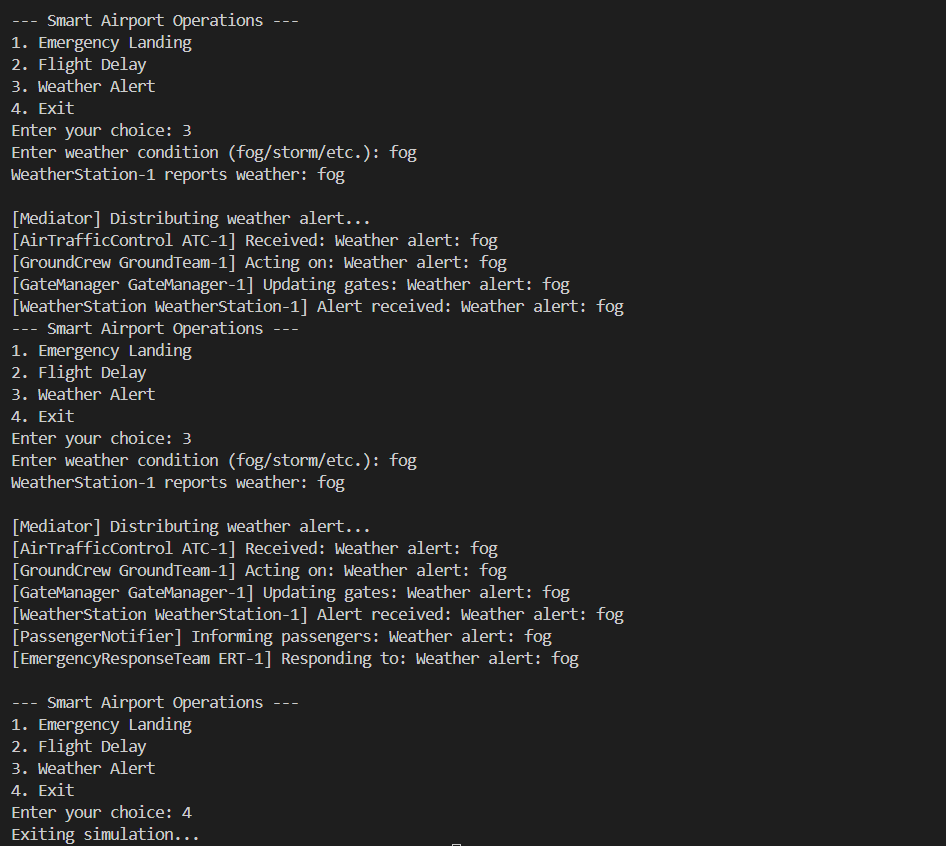 --- Smart Airport Operations ---
1. Emergency Landing
2. Flight Delay
3. Weather Alert
4. Exit
Enter your choice: 3
Enter weather condition (fog/storm/etc.): fog
WeatherStation-1 reports weather: fog

[Mediator] Distributing weather alert...
[AirTrafficControl ATC-1] Received: Weather alert: fog
[GroundCrew GroundTeam-1] Acting on: Weather alert: fog
[GateManager GateManager-1] Updating gates: Weather alert: fog
[WeatherStation WeatherStation-1] Alert received: Weather alert: fog
--- Smart Airport Operations ---
1. Emergency Landing
2. Flight Delay
3. Weather Alert
4. Exit
Enter your choice: 3
Enter weather condition (fog/storm/etc.): fog
WeatherStation-1 reports weather: fog

[Mediator] Distributing weather alert...
[AirTrafficControl ATC-1] Received: Weather alert: fog
[GroundCrew GroundTeam-1] Acting on: Weather alert: fog
[GateManager GateManager-1] Updating gates: Weather alert: fog
[WeatherStation WeatherStation-1] Alert received: Weather alert: fog
[PassengerNotifier] Informing passengers: Weather alert: fog
[EmergencyResponseTeam ERT-1] Responding to: Weather alert: fog

--- Smart Airport Operations ---
1. Emergency Landing
2. Flight Delay
3. Weather Alert
4. Exit
Enter your choice: 4
Exiting simulation...